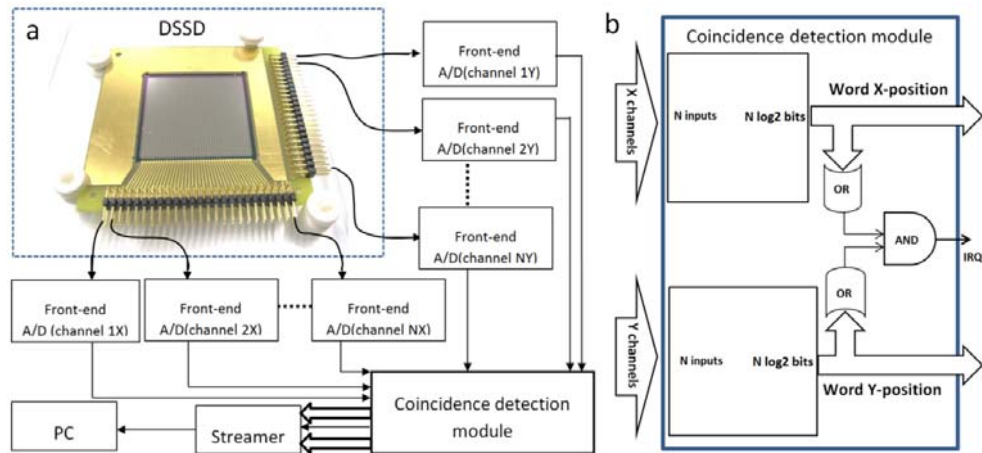 a
DSSD
Front-end
A/D(channel 1Y)
Front-end
A/D(channel 2Y)
Front-end
A/D(channel NY)
Front-end
A/D (channel 1X)
Front-end
A/D(channel 2X)
Front-end
A/D(channel NX)
PC
Streamer
Coincidence detection
module
b
Coincidence detection module
X channels
N inputs
N log2 bits
Word X-position
OR
AND
IRQ
OR
Y channels
N inputs
N log2 bits
Word Y-position